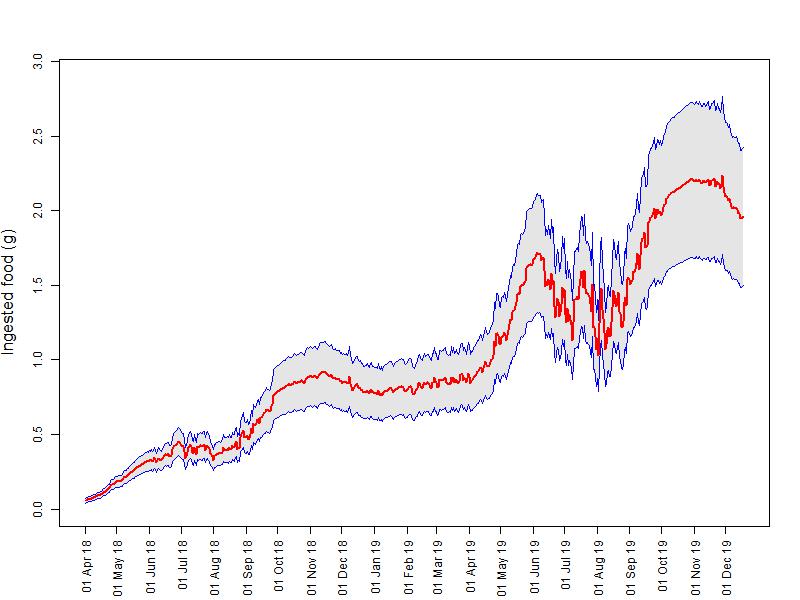 Ingested food (g)
3.0
2.5
2.0
1.5
1.0
0.5
0.0
01 Apr 18
01 May 18
01 Jun 18
01 Jul 18
01 Aug 18
01 Sep 18
01 Oct 18
01 Nov 18
01 Dec 18
01 Jan 19
01 Feb 19
01 Mar 19
01 Apr 19
01 May 19
01 Jun 19
01 Jul 19
01 Aug 19
01 Sep 19
01 Oct 19
01 Nov 19
01 Dec 19